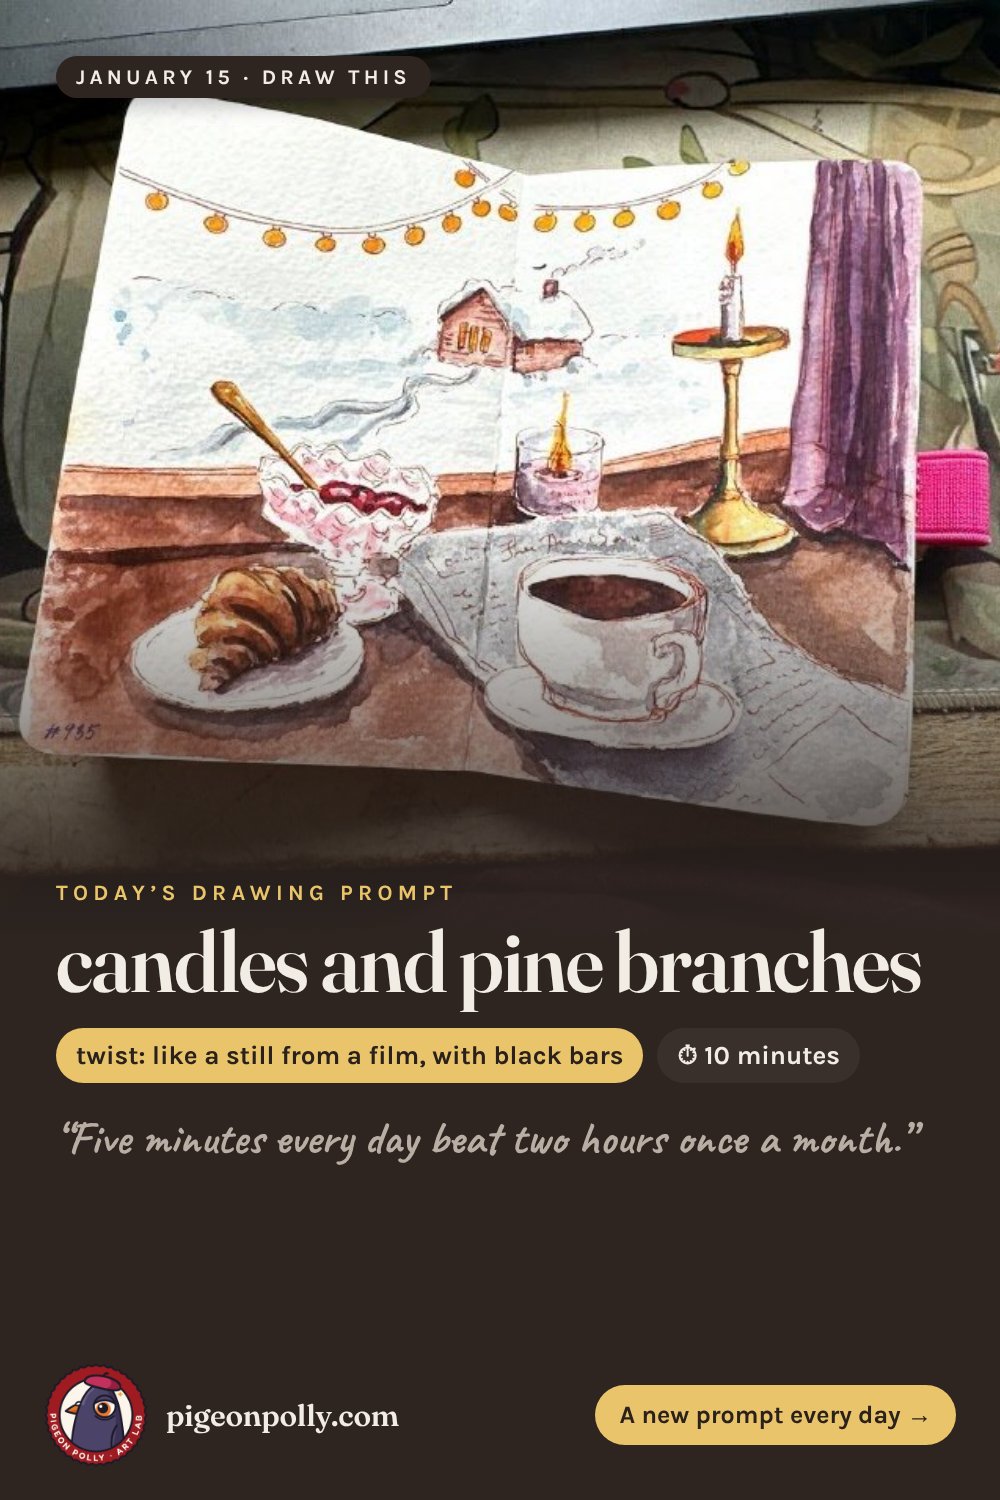 JANUARY 15 · DRAW THIS
#935
TODAY’S DRAWING PROMPT
candles and pine branches
twist: like a still from a film, with black bars
⏱ 10 minutes
“Five minutes every day beat two hours once a month.”
PIGEON POLLY · ART LAB
pigeonpolly.com
A new prompt every day →